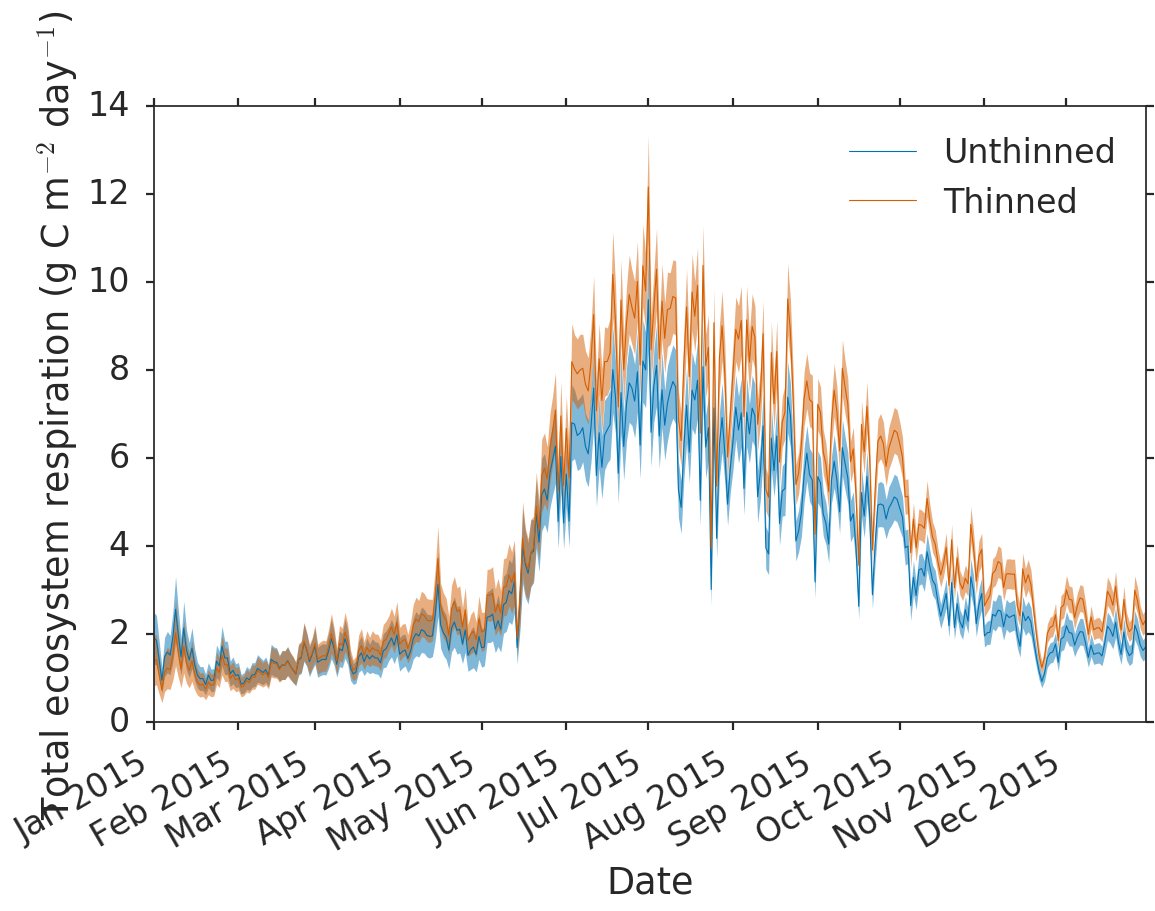 Total ecosystem respiration (g C m⁻² day⁻¹)
14
12
10
8
6
4
2
0
Unthinned
Thinned
Jan 2015
Feb 2015
Mar 2015
Apr 2015
May 2015
Jun 2015
Jul 2015
Aug 2015
Sep 2015
Oct 2015
Nov 2015
Dec 2015
Date